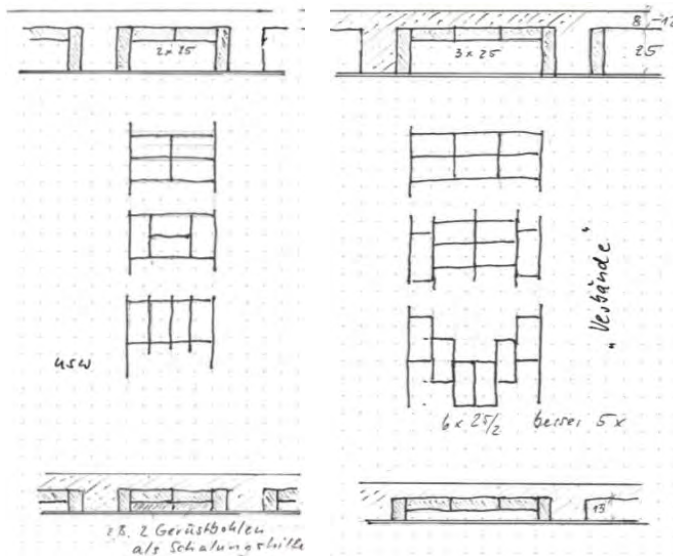 2 x 25
3 x 25
8-12
25
"Verbände"
usw
6 x 25/2 besser 5 x
z.B. 2 Gerüstbohlen
als Schalungshilfe
15